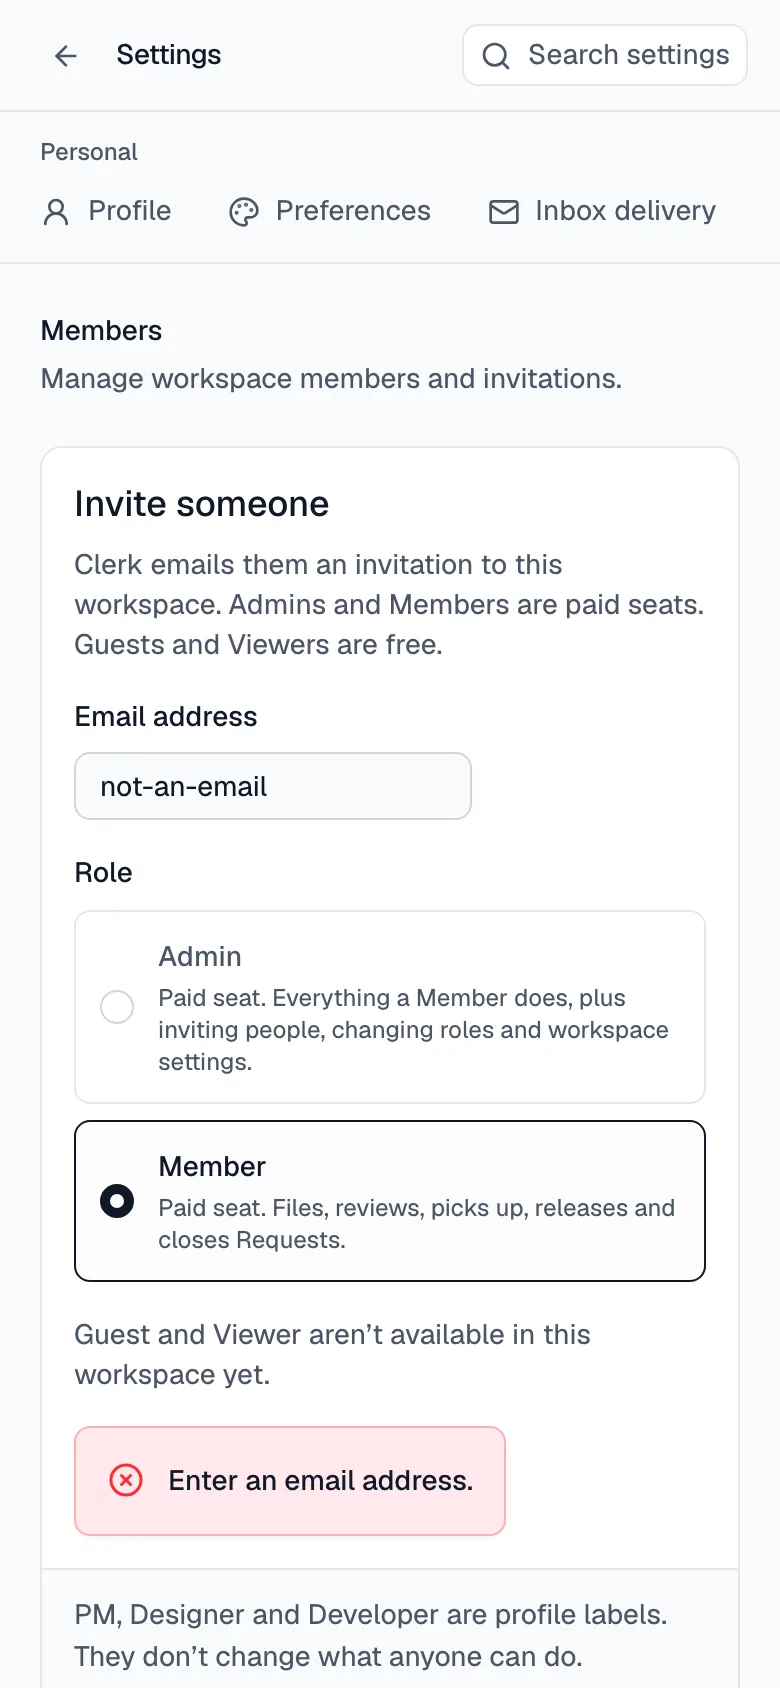 Settings
Search settings
Personal
Profile
Preferences
Inbox delivery
Members
Manage workspace members and invitations.
Invite someone
Clerk emails them an invitation to this
workspace. Admins and Members are paid seats.
Guests and Viewers are free.
Email address
not-an-email
Role
Admin
Paid seat. Everything a Member does, plus
inviting people, changing roles and workspace
settings.
Member
Paid seat. Files, reviews, picks up, releases and
closes Requests.
Guest and Viewer aren’t available in this
workspace yet.
Enter an email address.
PM, Designer and Developer are profile labels.
They don’t change what anyone can do.